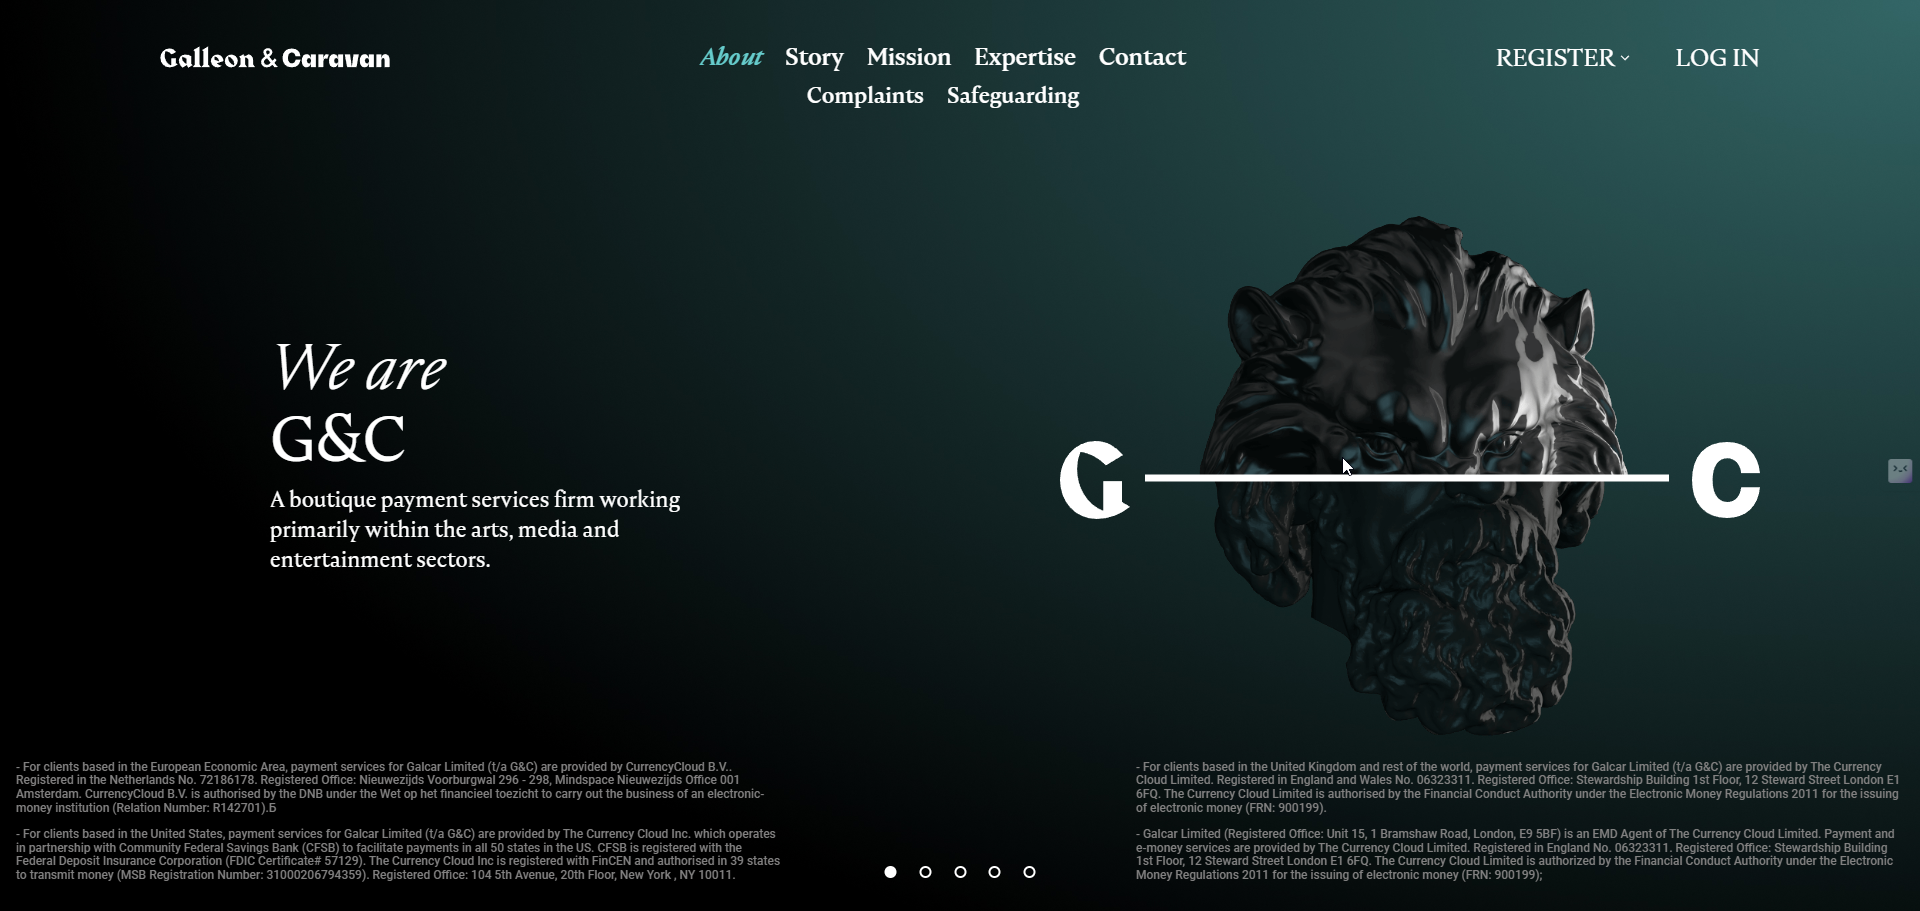 Galleon & Caravan
About Story Mission Expertise Contact
Complaints Safeguarding
REGISTER LOG IN
We are
G&C
A boutique payment services firm working
primarily within the arts, media and
entertainment sectors.
G C
- For clients based in the European Economic Area, payment services for Galcar Limited (t/a G&C) are provided by CurrencyCloud B.V..
Registered in the Netherlands No. 72186178. Registered Office: Nieuwezijds Voorburgwal 296 - 298, Mindspace Nieuwezijds Office 001
Amsterdam. CurrencyCloud B.V. is authorised by the DNB under the Wet op het financieel toezicht to carry out the business of an electronic-
money institution (Relation Number: R142701).Б
- For clients based in the United States, payment services for Galcar Limited (t/a G&C) are provided by The Currency Cloud Inc. which operates
in partnership with Community Federal Savings Bank (CFSB) to facilitate payments in all 50 states in the US. CFSB is registered with the
Federal Deposit Insurance Corporation (FDIC Certificate# 57129). The Currency Cloud Inc is registered with FinCEN and authorised in 39 states
to transmit money (MSB Registration Number: 31000206794359). Registered Office: 104 5th Avenue, 20th Floor, New York , NY 10011.
- For clients based in the United Kingdom and rest of the world, payment services for Galcar Limited (t/a G&C) are provided by The Currency
Cloud Limited. Registered in England and Wales No. 06323311. Registered Office: Stewardship Building 1st Floor, 12 Steward Street London E1
6FQ. The Currency Cloud Limited is authorised by the Financial Conduct Authority under the Electronic Money Regulations 2011 for the issuing
of electronic money (FRN: 900199).
- Galcar Limited (Registered Office: Unit 15, 1 Bramshaw Road, London, E9 5BF) is an EMD Agent of The Currency Cloud Limited. Payment and
e-money services are provided by The Currency Cloud Limited. Registered in England No. 06323311. Registered Office: Stewardship Building
1st Floor, 12 Steward Street London E1 6FQ. The Currency Cloud Limited is authorized by the Financial Conduct Authority under the Electronic
Money Regulations 2011 for the issuing of electronic money (FRN: 900199);